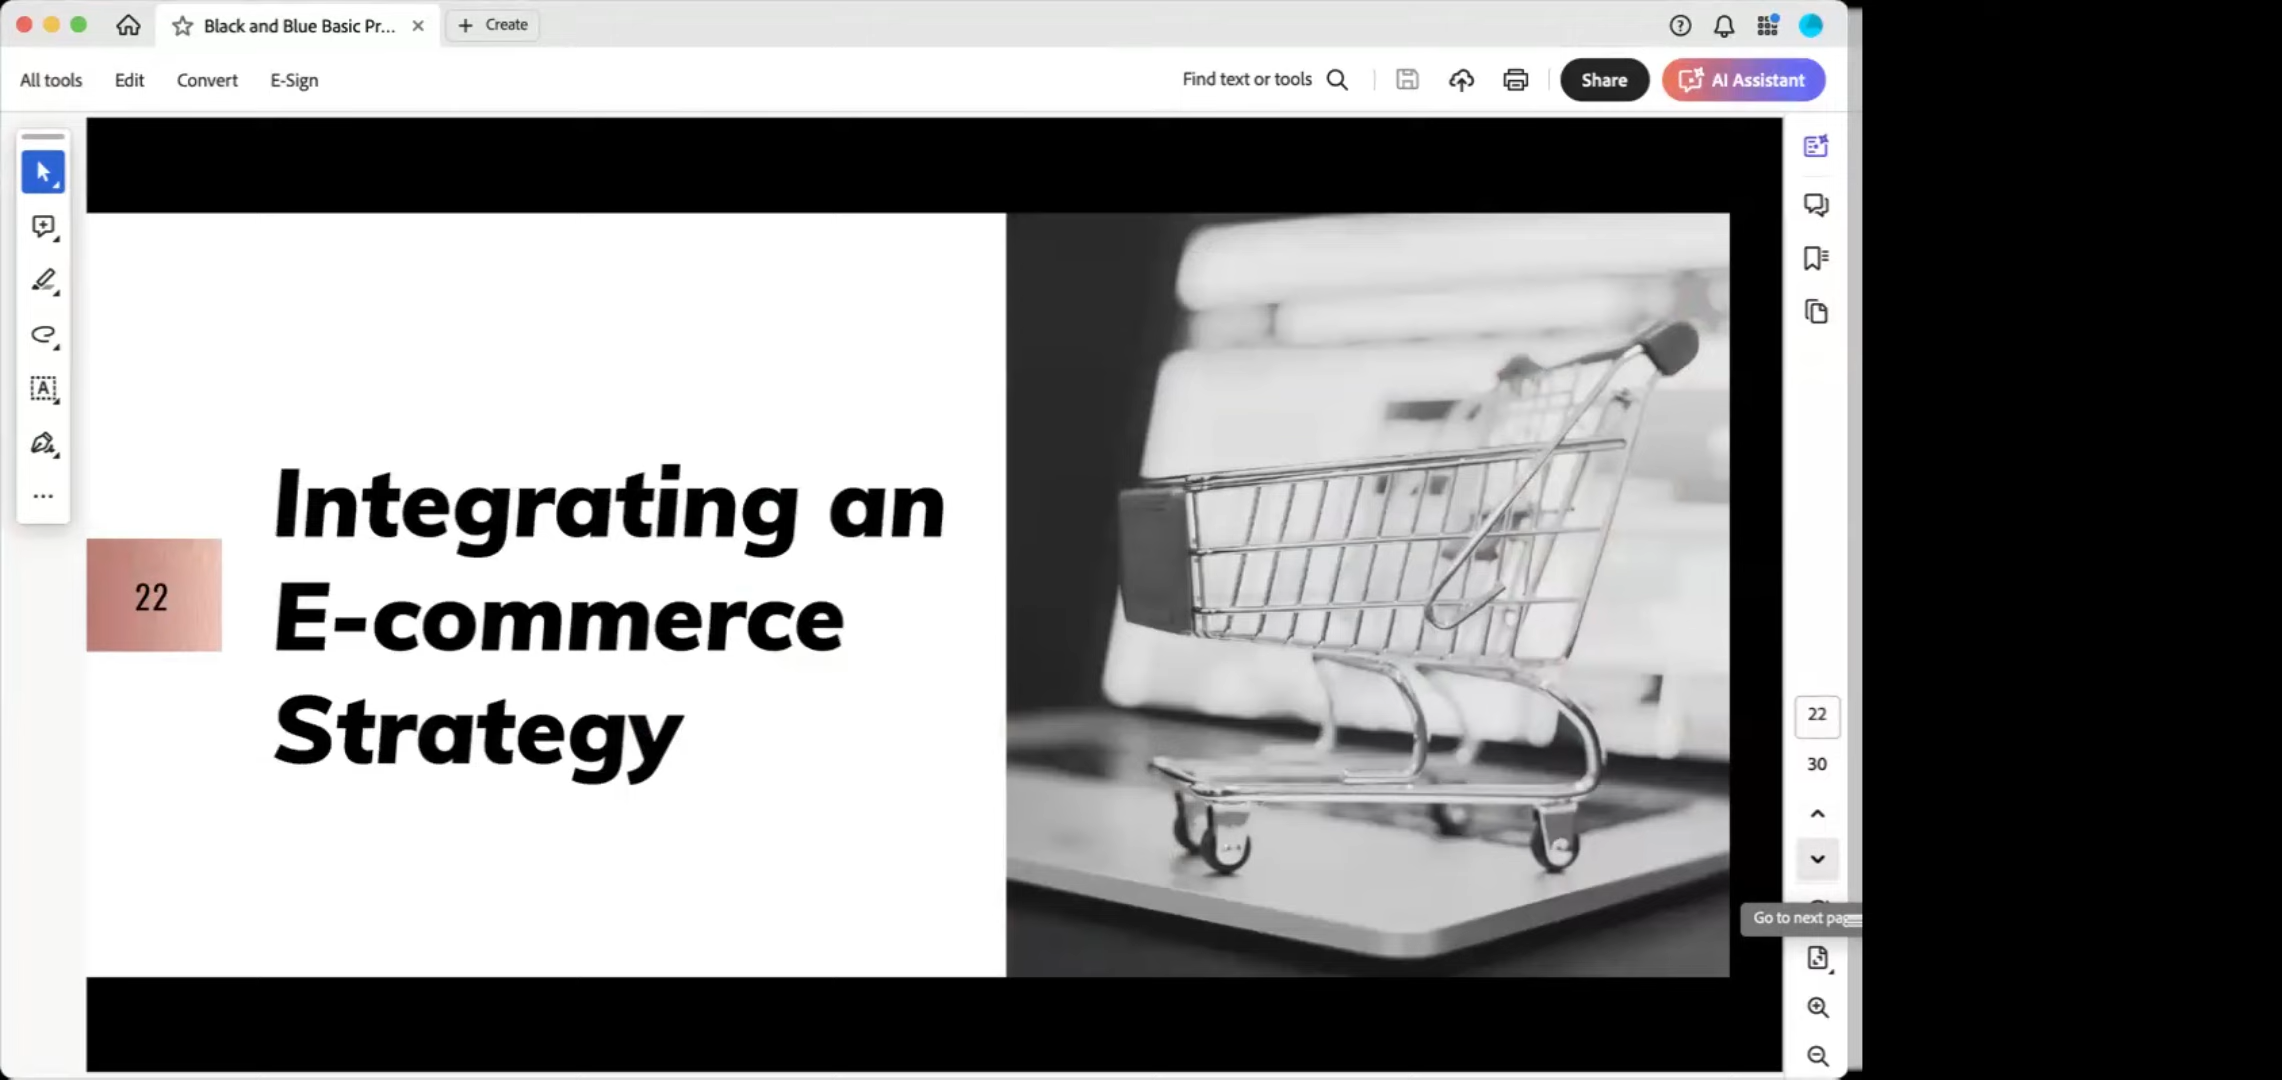 Black and Blue Basic Pr...
Create
All tools
Edit
Convert
E-Sign
Find text or tools
Share
AI Assistant
Integrating an
E-commerce
Strategy
22
22
30
Go to next pag